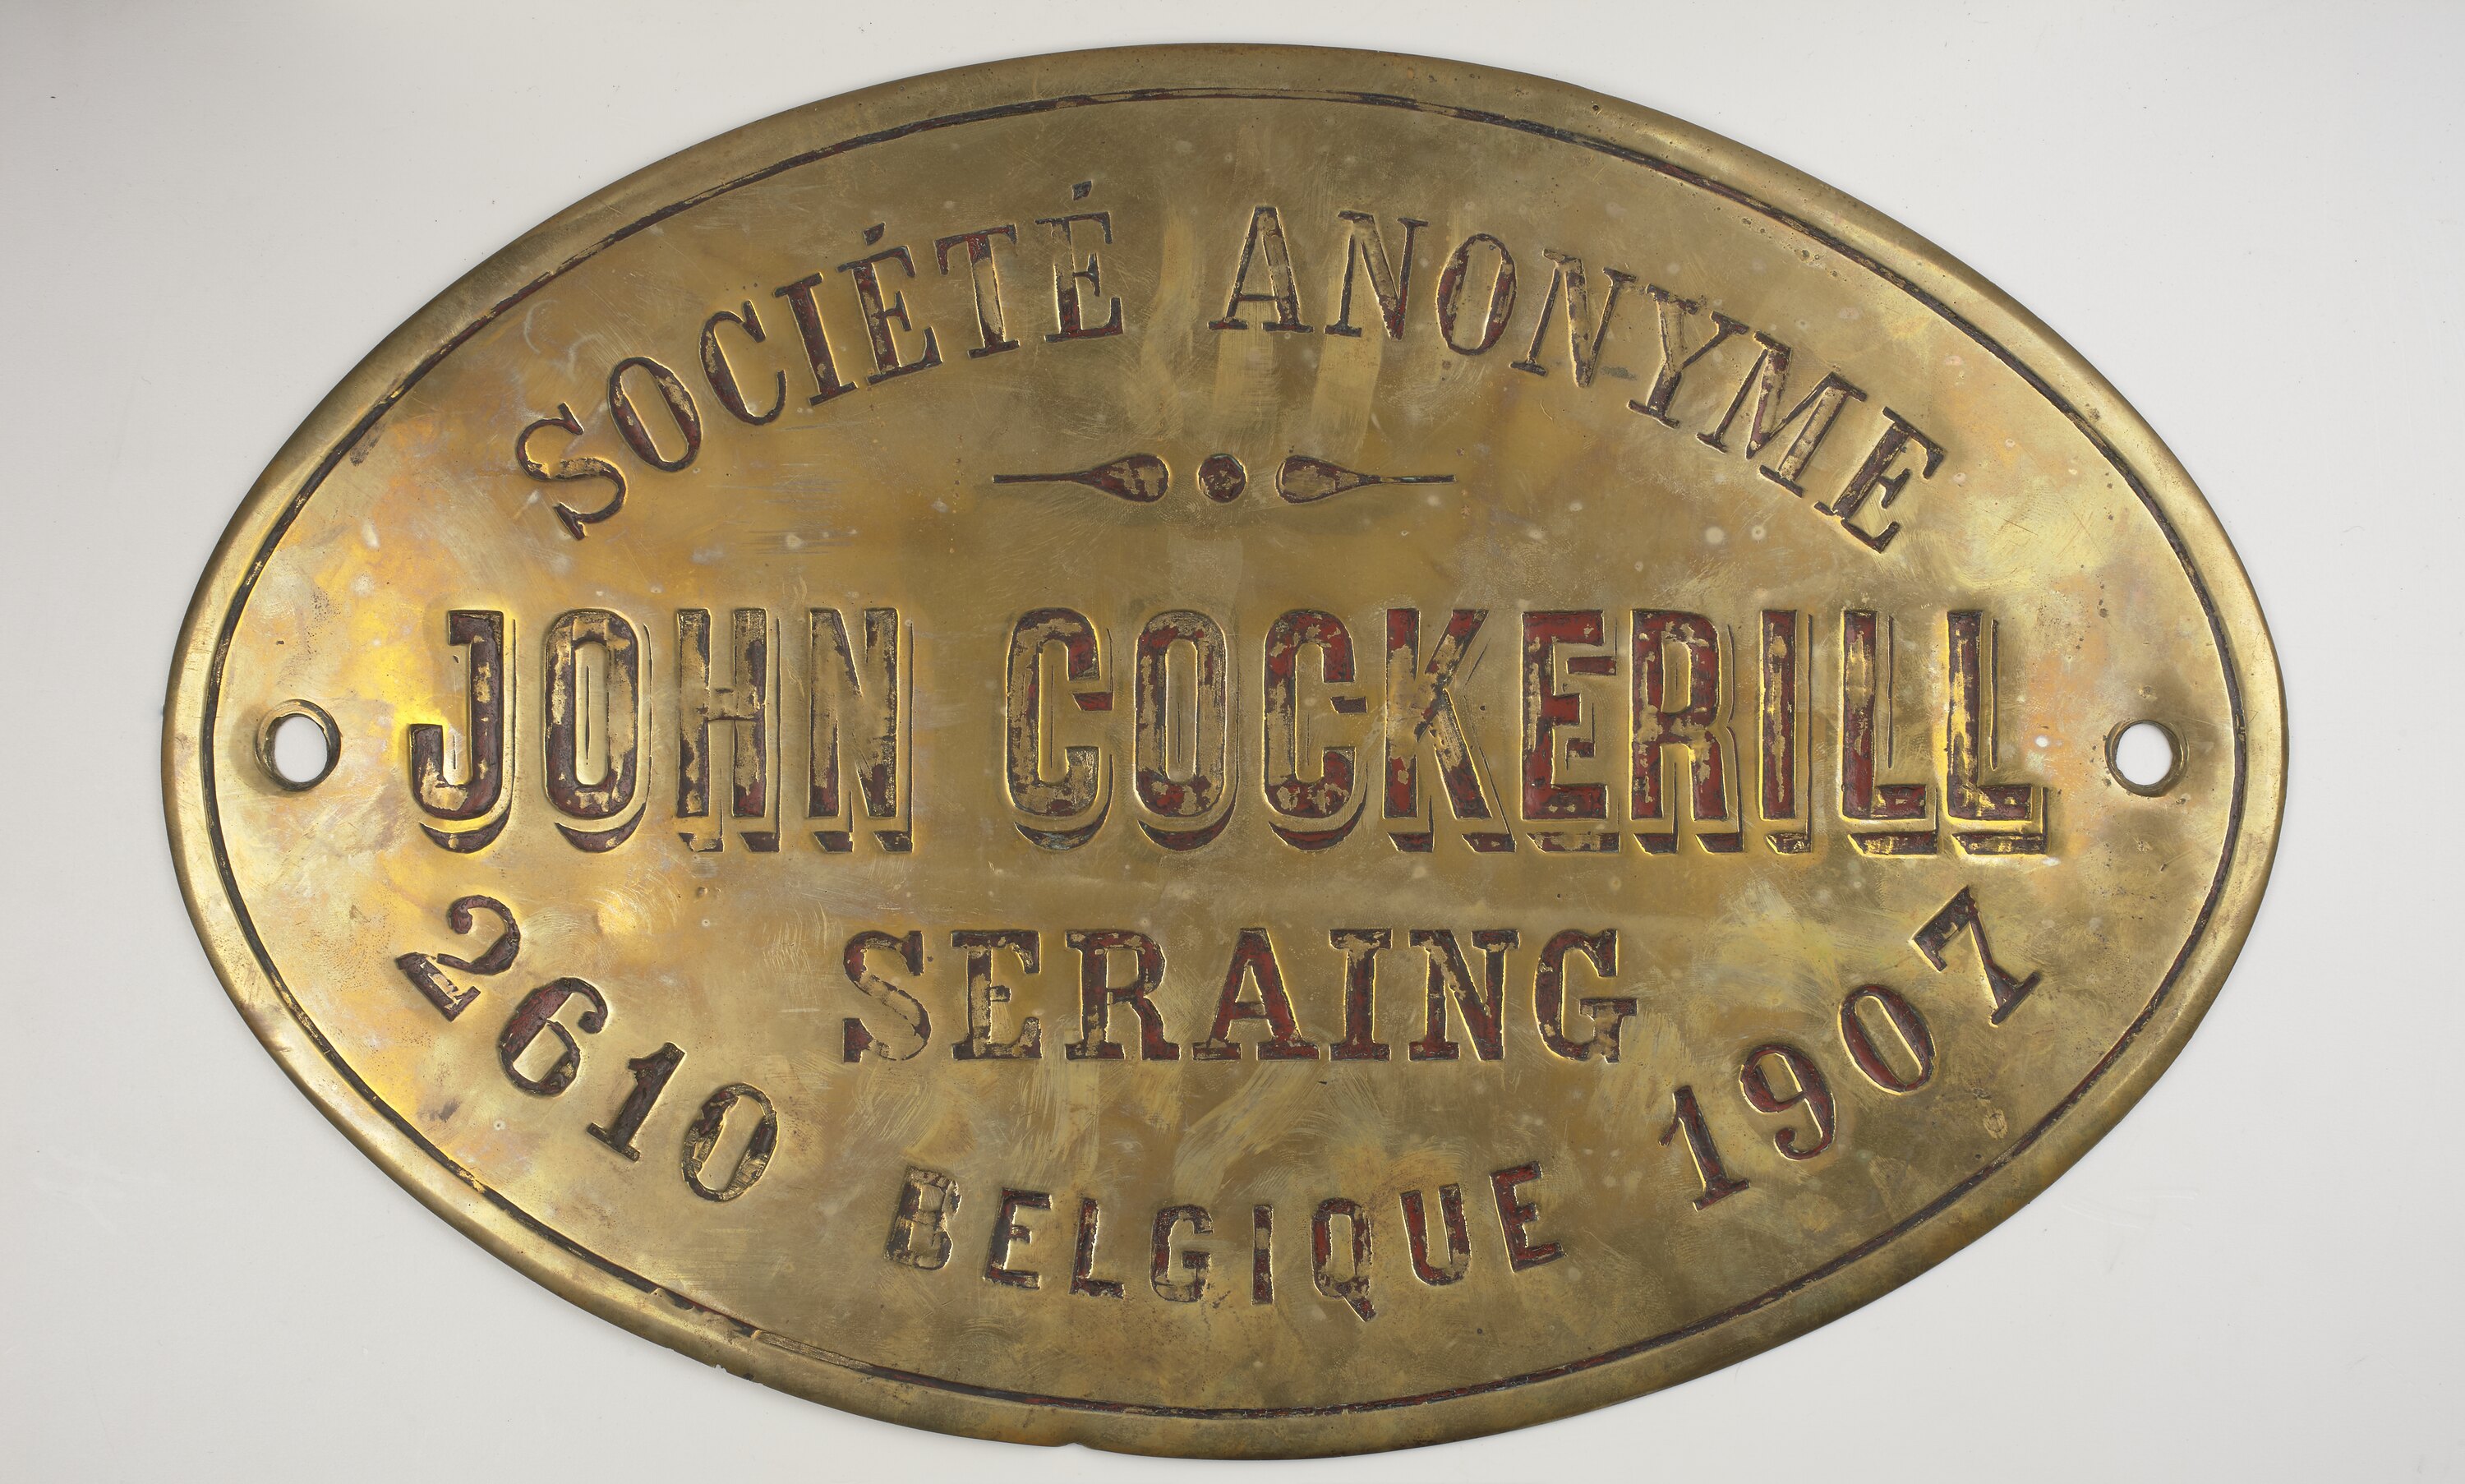 SOCIÉTÉ ANONYME
JOHN COCKERILL
SERAING
2610
1907
BELGIQUE